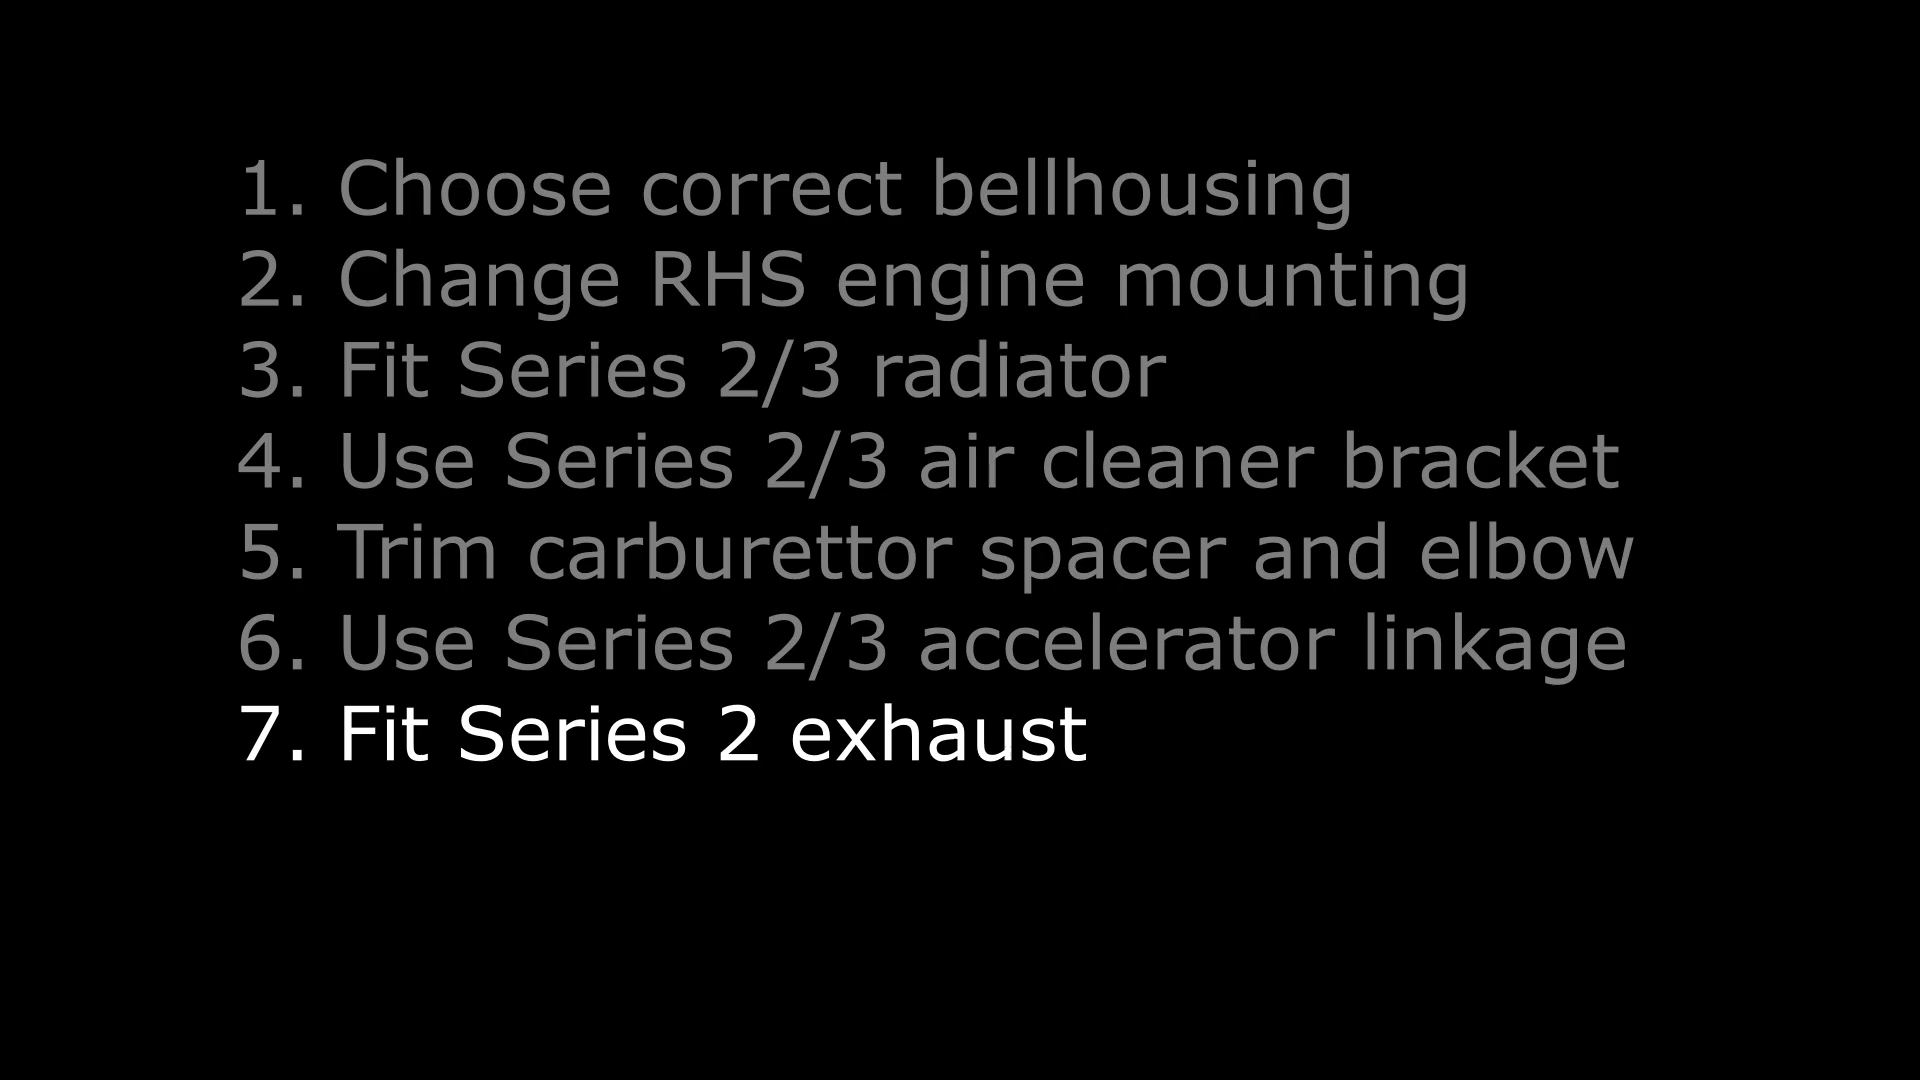 1. Choose correct bellhousing
2. Change RHS engine mounting
3. Fit Series 2/3 radiator
4. Use Series 2/3 air cleaner bracket
5. Trim carburettor spacer and elbow
6. Use Series 2/3 accelerator linkage
7. Fit Series 2 exhaust